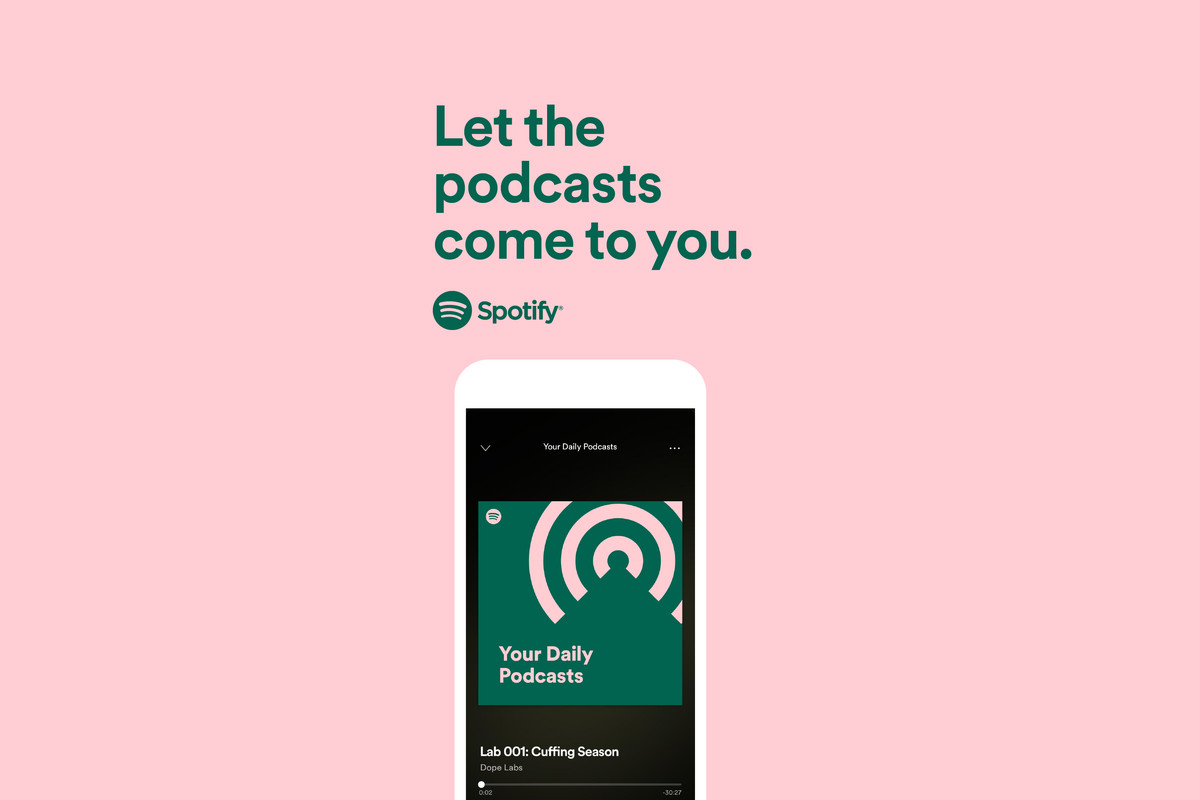 Let the
podcasts
come to you.
Spotify®
Your Daily Podcasts
Your Daily
Podcasts
Lab 001: Cuffing Season
Dope Labs
0:02 -30:27